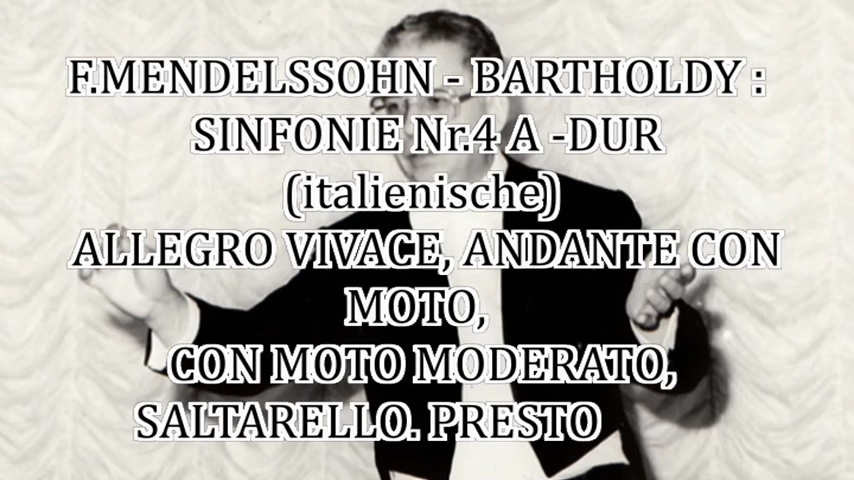 F.MENDELSSOHN - BARTHOLDY :
SINFONIE Nr.4 A -DUR
(italienische)
ALLEGRO VIVACE, ANDANTE CON
MOTO,
CON MOTO MODERATO,
SALTARELLO. PRESTO